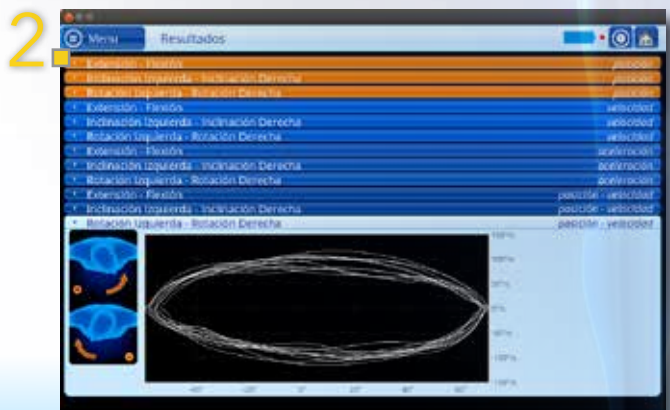 2
Menu Resultados
Extensión - Flexión posición
Inclinación Izquierda - Inclinación Derecha posición
Rotación Izquierda - Rotación Derecha posición
Extensión - Flexión velocidad
Inclinación Izquierda - Inclinación Derecha velocidad
Rotación Izquierda - Rotación Derecha velocidad
Extensión - Flexión aceleración
Inclinación Izquierda - Inclinación Derecha aceleración
Rotación Izquierda - Rotación Derecha aceleración
Extensión - Flexión posición - velocidad
Inclinación Izquierda - Inclinación Derecha posición - velocidad
Rotación Izquierda - Rotación Derecha posición - velocidad